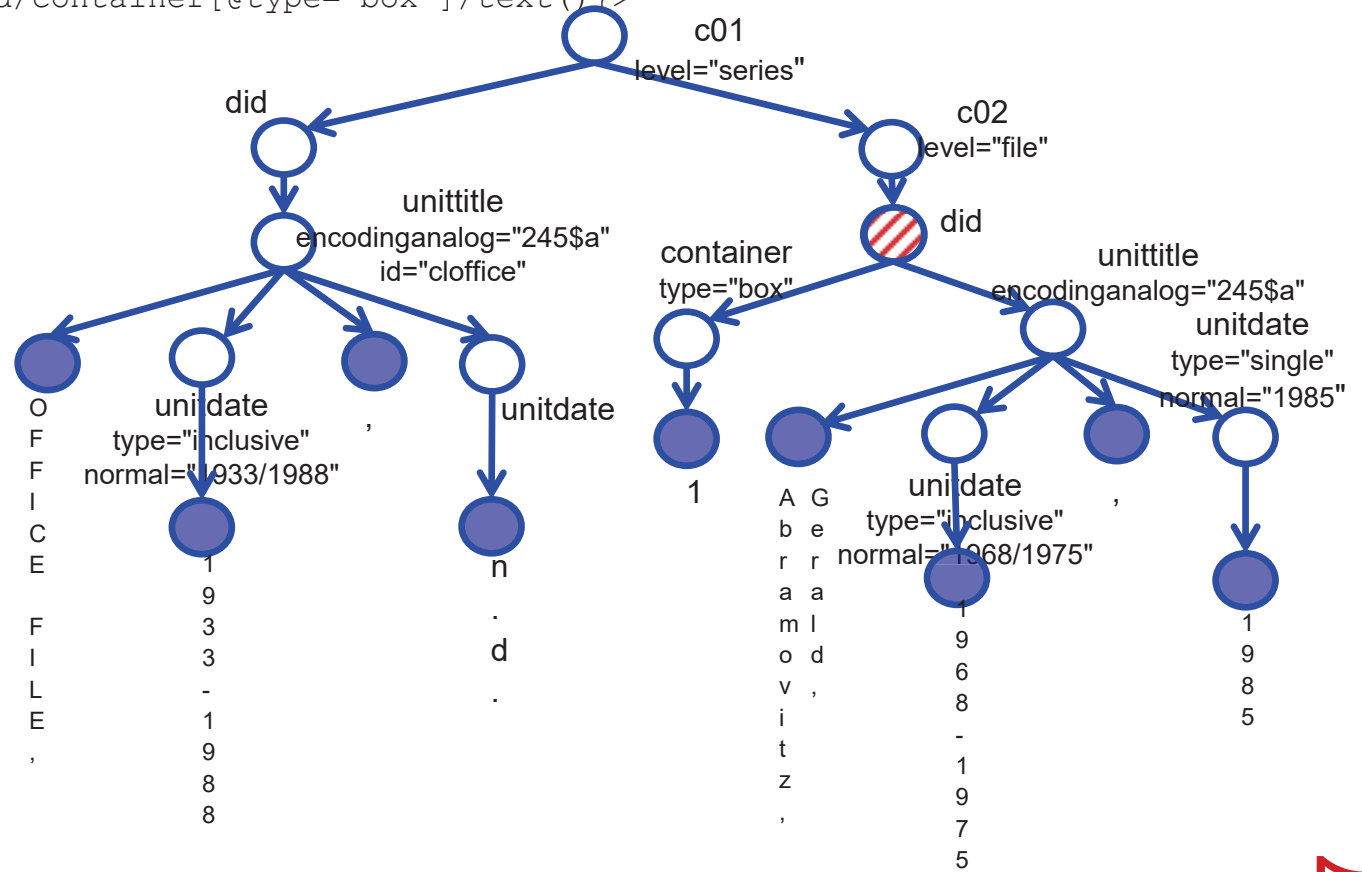 d/container[@type='box']/text()/>
c01
level="series"
did
c02
level="file"
unittitle
encodinganalog="245$a"
id="cloffice"
did
container
type="box"
unittitle
encodinganalog="245$a"
unitdate
type="single"
normal="1985"
OFFICE FILE,
unitdate
type="inclusive"
normal="1933/1988"
1933-1988
,
unitdate
n.d.
1
Abramovitz,
Gerald,
unitdate
type="inclusive"
normal="1968/1975"
1968-1975
,
1985